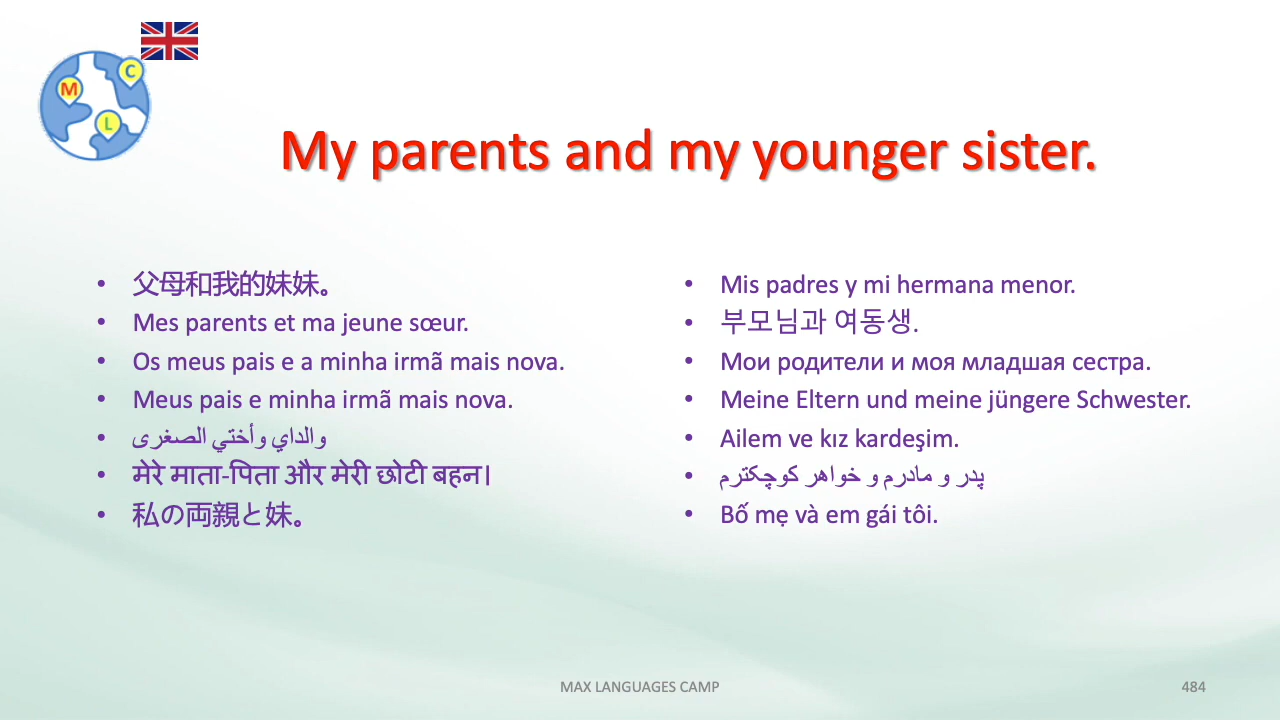 C
M
L
My parents and my younger sister.
• 父母和我的妹妹。
• Mes parents et ma jeune sœur.
• Os meus pais e a minha irmã mais nova.
• Meus pais e minha irmã mais nova.
• والداي وأختي الصغرى
• मेरे माता-पिता और मेरी छोटी बहन।
• 私の両親と妹。
• Mis padres y mi hermana menor.
• 부모님과 여동생.
• Мои родители и моя младшая сестра.
• Meine Eltern und meine jüngere Schwester.
• Ailem ve kız kardeşim.
• پدر و مادرم و خواهر کوچکترم
• Bố mẹ và em gái tôi.
MAX LANGUAGES CAMP
484